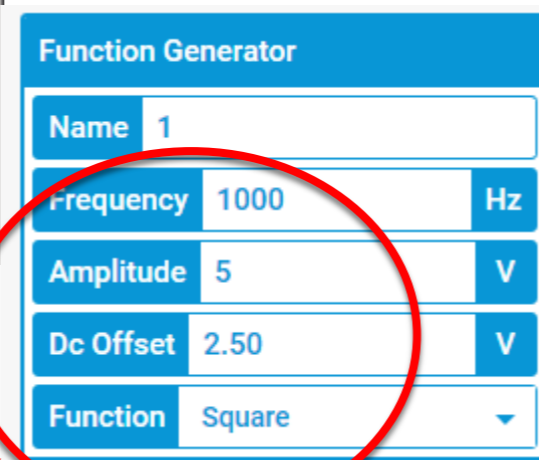 Function Generator
Name 1
Frequency 1000 Hz
Amplitude 5 V
Dc Offset 2.50 V
Function Square